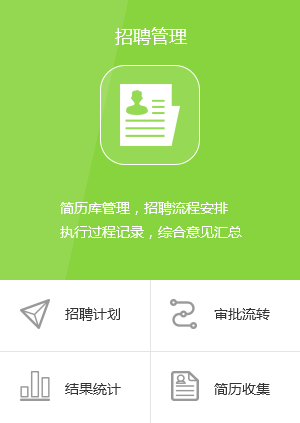 招聘管理
简历库管理，招聘流程安排
执行过程记录，综合意见汇总
招聘计划
审批流转
结果统计
简历收集